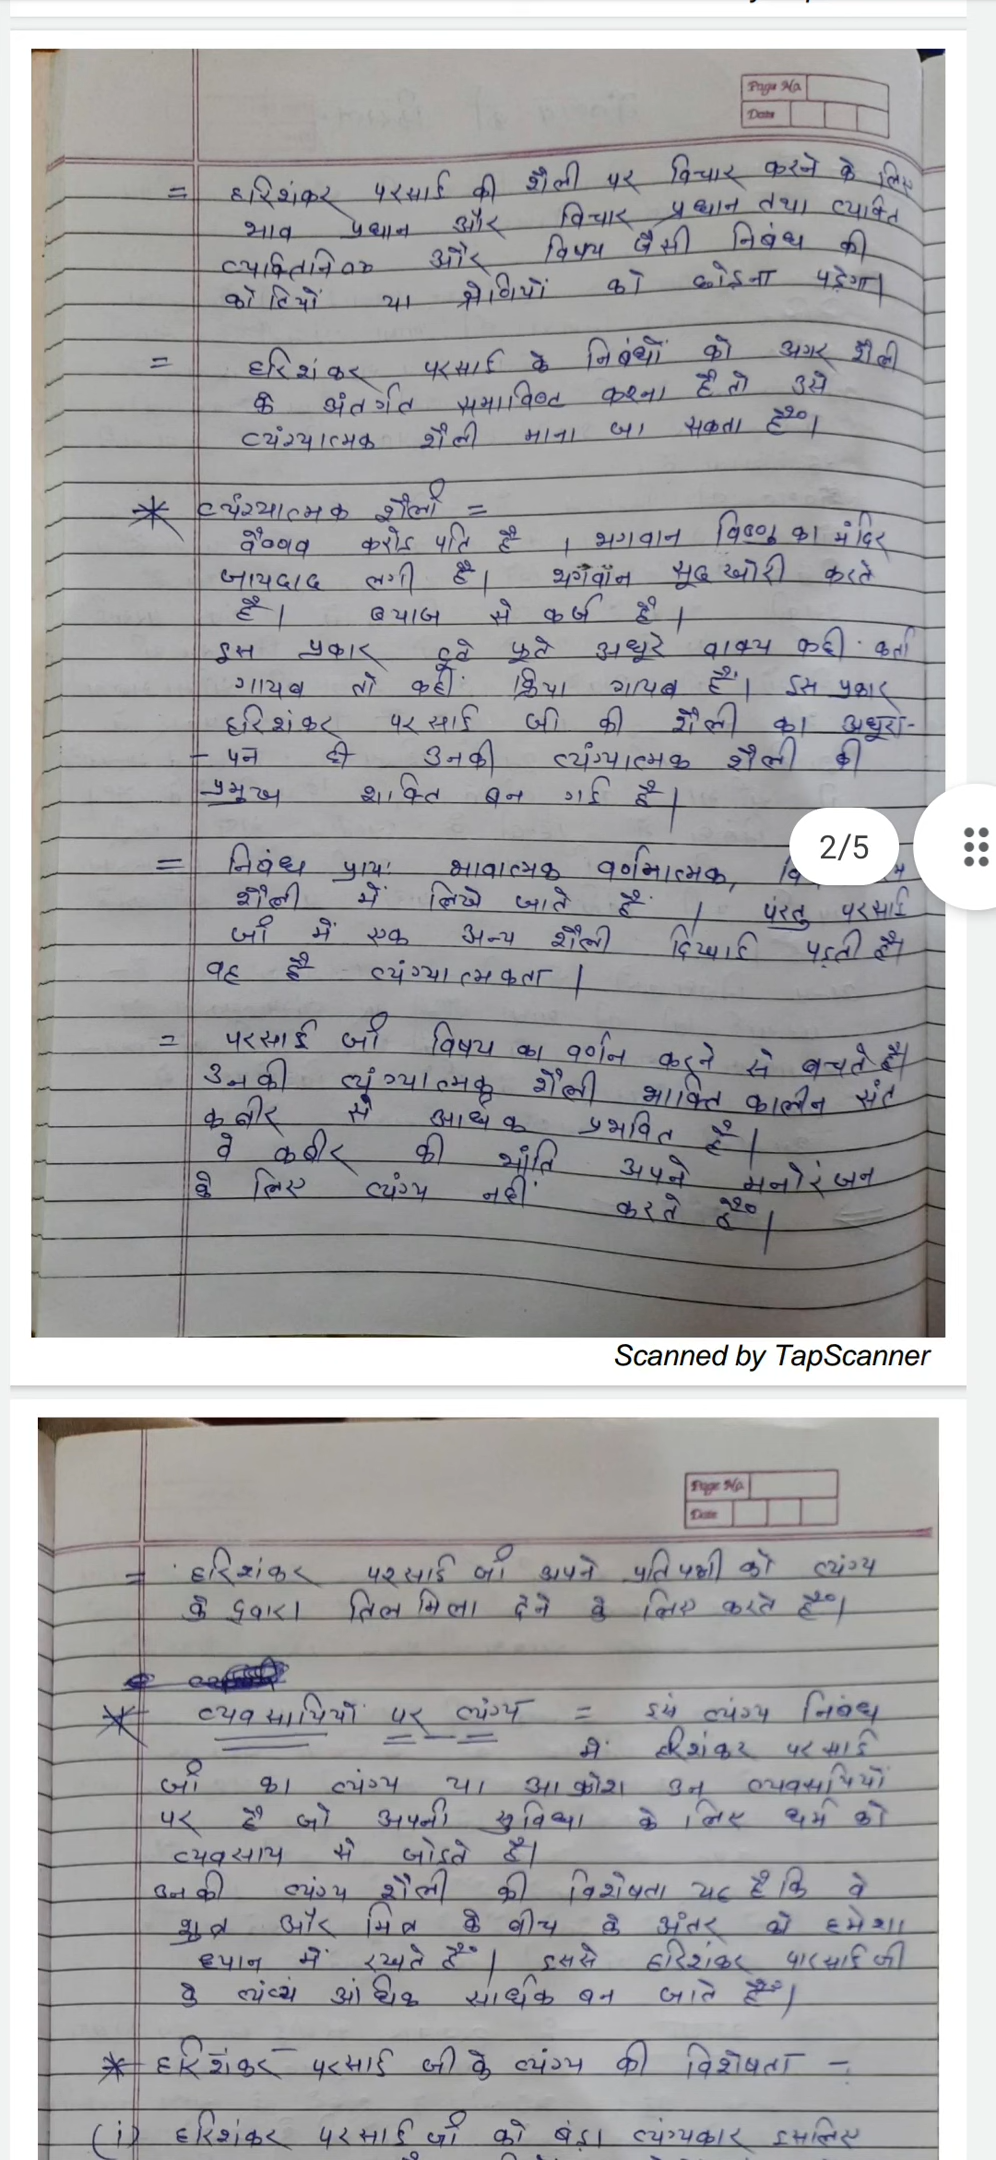 Page No.
Date
= हरिशंकर परसाई की शैली पर विचार करने के लिए
भाव प्रधान और विचार प्रधान तथा व्यक्ति
और विषय जैसी निबंध की
कोटियों या श्रेणियों को छोड़ना पड़ेगा।
= हरिशंकर परसाई के निबंधों को अगर शैली
के अंतर्गत समाविष्ट करना है तो उसे
व्यंग्यात्मक शैली माना जा सकता है।
* व्यंग्यात्मक शैली =
वैष्णव करोड पति है । भगवान विष्णु का मंदिर
जायदाद लगी है। भगवान सूद खोरी करते
है। ब्याज से कर्ज है।
इस प्रकार टूते फूते अधूरे वाक्य कही कर्ता
गायब तो कहीं क्रिया गायब है। इस प्रकार
हरिशंकर परसाई जी की शैली का अधूरा-
- पन ही उनकी व्यंग्यात्मक शैली की
प्रमुख शक्ति बन गई है।
2/5
= निबंध प्रायः भावात्मक वर्णनात्मक,
शैली में लिखे जाते है । परंतु परसाई
जी में एक अन्य शैली दिखाई पड़ती है।
वह है व्यंग्यात्मकता ।
= परसाई जी विषय का वर्णन करने से बचते है।
उनकी व्यंग्यात्मक शैली भक्ति कालीन संत
कबीर से अधिक प्रभवित है।
वे कबीर की भांति अपने मनोरंजन
के लिए व्यंग्य नहीं करते है।
Scanned by TapScanner
Page No.
Date
= हरिशंकर परसाई जी अपने प्रतिपक्षी को व्यंग्य
के द्वारा तिल मिला देने के लिए करते है।
* व्यवसायियों पर व्यंग्य = इस व्यंग्य निबंध
में हरिशंकर परसाई
जी का व्यंग्य या आक्रोश उन व्यवसायियों
पर है जो अपनी सुविधा के लिए धर्म को
व्यवसाय से जोडते है।
उनकी व्यंग्य शैली की विशेषता यह है कि वे
शुत्र और मित्र के बीच के अंतर को हमेशा
ध्यान में रखते है। इससे हरिशंकर पारसाई जी
के व्यंग्य अधिक सार्थक बन जाते है।
* हरिशंकर परसाई जी के व्यंग्य की विशेषता -
(i) हरिशंकर परसाई जी को बड़ा व्यंग्यकार इसलिए